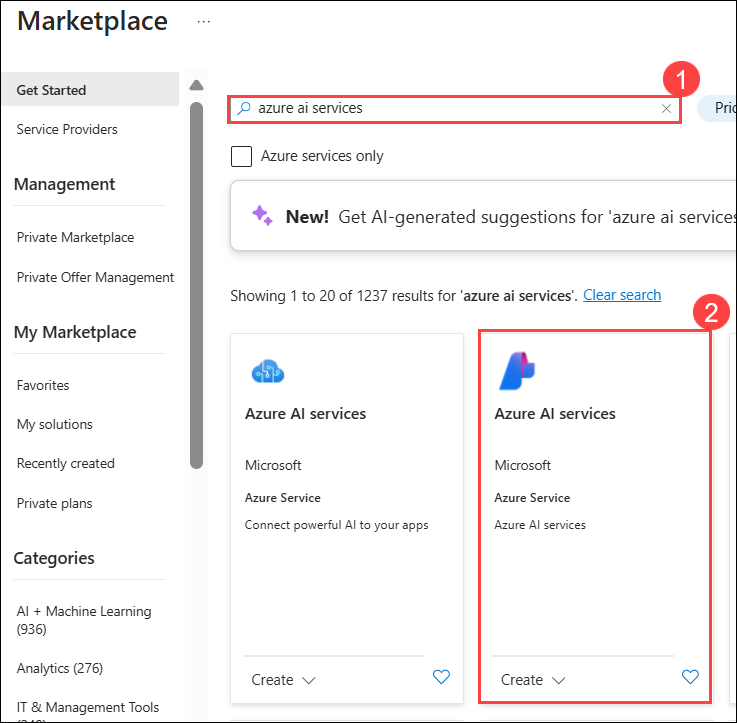 Marketplace ...
Get Started
Service Providers
Management
Private Marketplace
Private Offer Management
My Marketplace
Favorites
My solutions
Recently created
Private plans
Categories
AI + Machine Learning
(936)
Analytics (276)
IT & Management Tools
1
azure ai services
Azure services only
New! Get AI-generated suggestions for 'azure ai services
Showing 1 to 20 of 1237 results for 'azure ai services'. Clear search
Azure AI services
Microsoft
Azure Service
Connect powerful AI to your apps
Create
2
Azure AI services
Microsoft
Azure Service
Azure AI services
Create